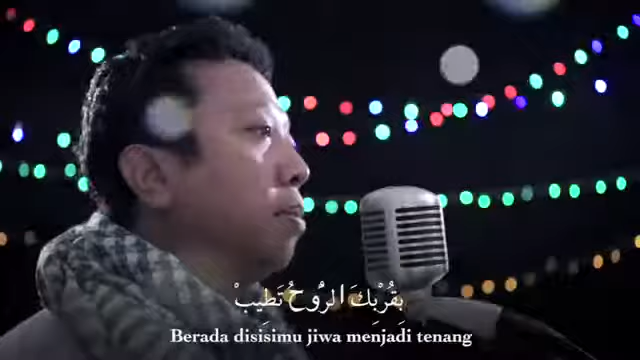 بِقُرْبِكَ الرُّوحُ تَطِيبْ
Berada disisimu jiwa menjadi tenang